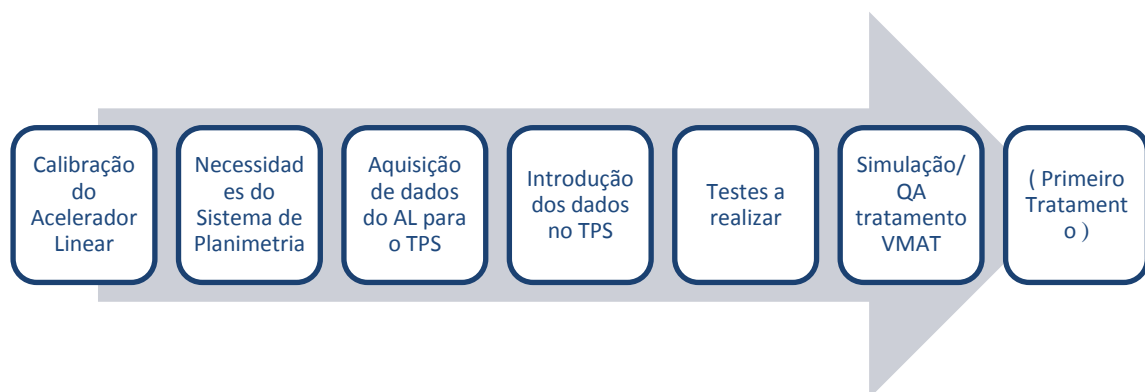 Calibração
do
Acelerador
Linear
Necessidad
es do
Sistema de
Planimetria
Aquisição
de dados
do AL para
o TPS
Introdução
dos dados
no TPS
Testes a
realizar
Simulação/
QA
tratamento
VMAT
( Primeiro
Tratament
o )